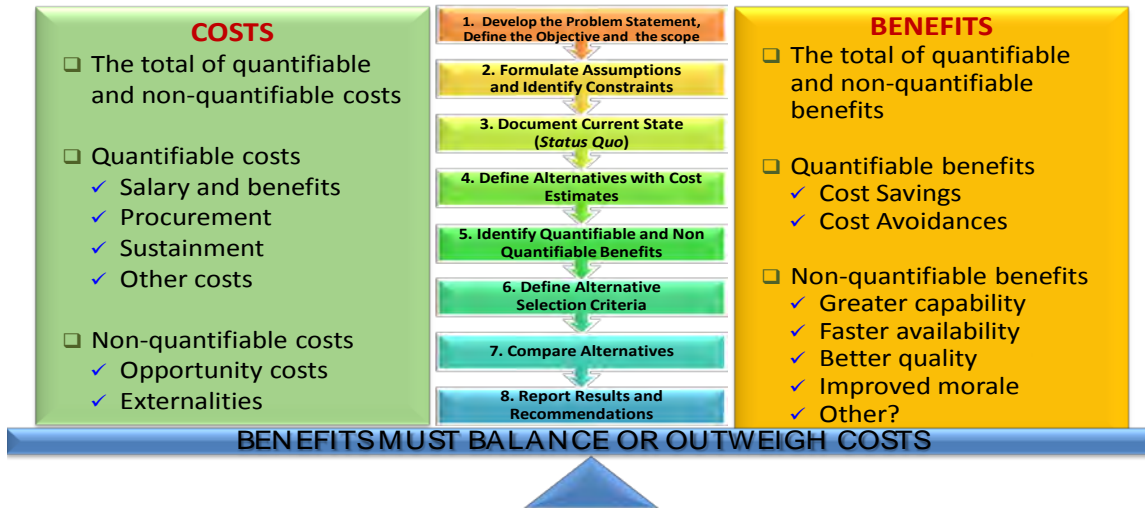 COSTS
The total of quantifiable
and non-quantifiable costs
Quantifiable costs
Salary and benefits
Procurement
Sustainment
Other costs
Non-quantifiable costs
Opportunity costs
Externalities
1. Develop the Problem Statement,
Define the Objective and the scope
2. Formulate Assumptions
and Identify Constraints
3. Document Current State
(Status Quo)
4. Define Alternatives with Cost
Estimates
5. Identify Quantifiable and Non
Quantifiable Benefits
6. Define Alternative
Selection Criteria
7. Compare Alternatives
8. Report Results and
Recommendations
BENEFITS
The total of quantifiable
and non-quantifiable
benefits
Quantifiable benefits
Cost Savings
Cost Avoidances
Non-quantifiable benefits
Greater capability
Faster availability
Better quality
Improved morale
Other?
BENEFITS MUST BALANCE OR OUTWEIGH COSTS